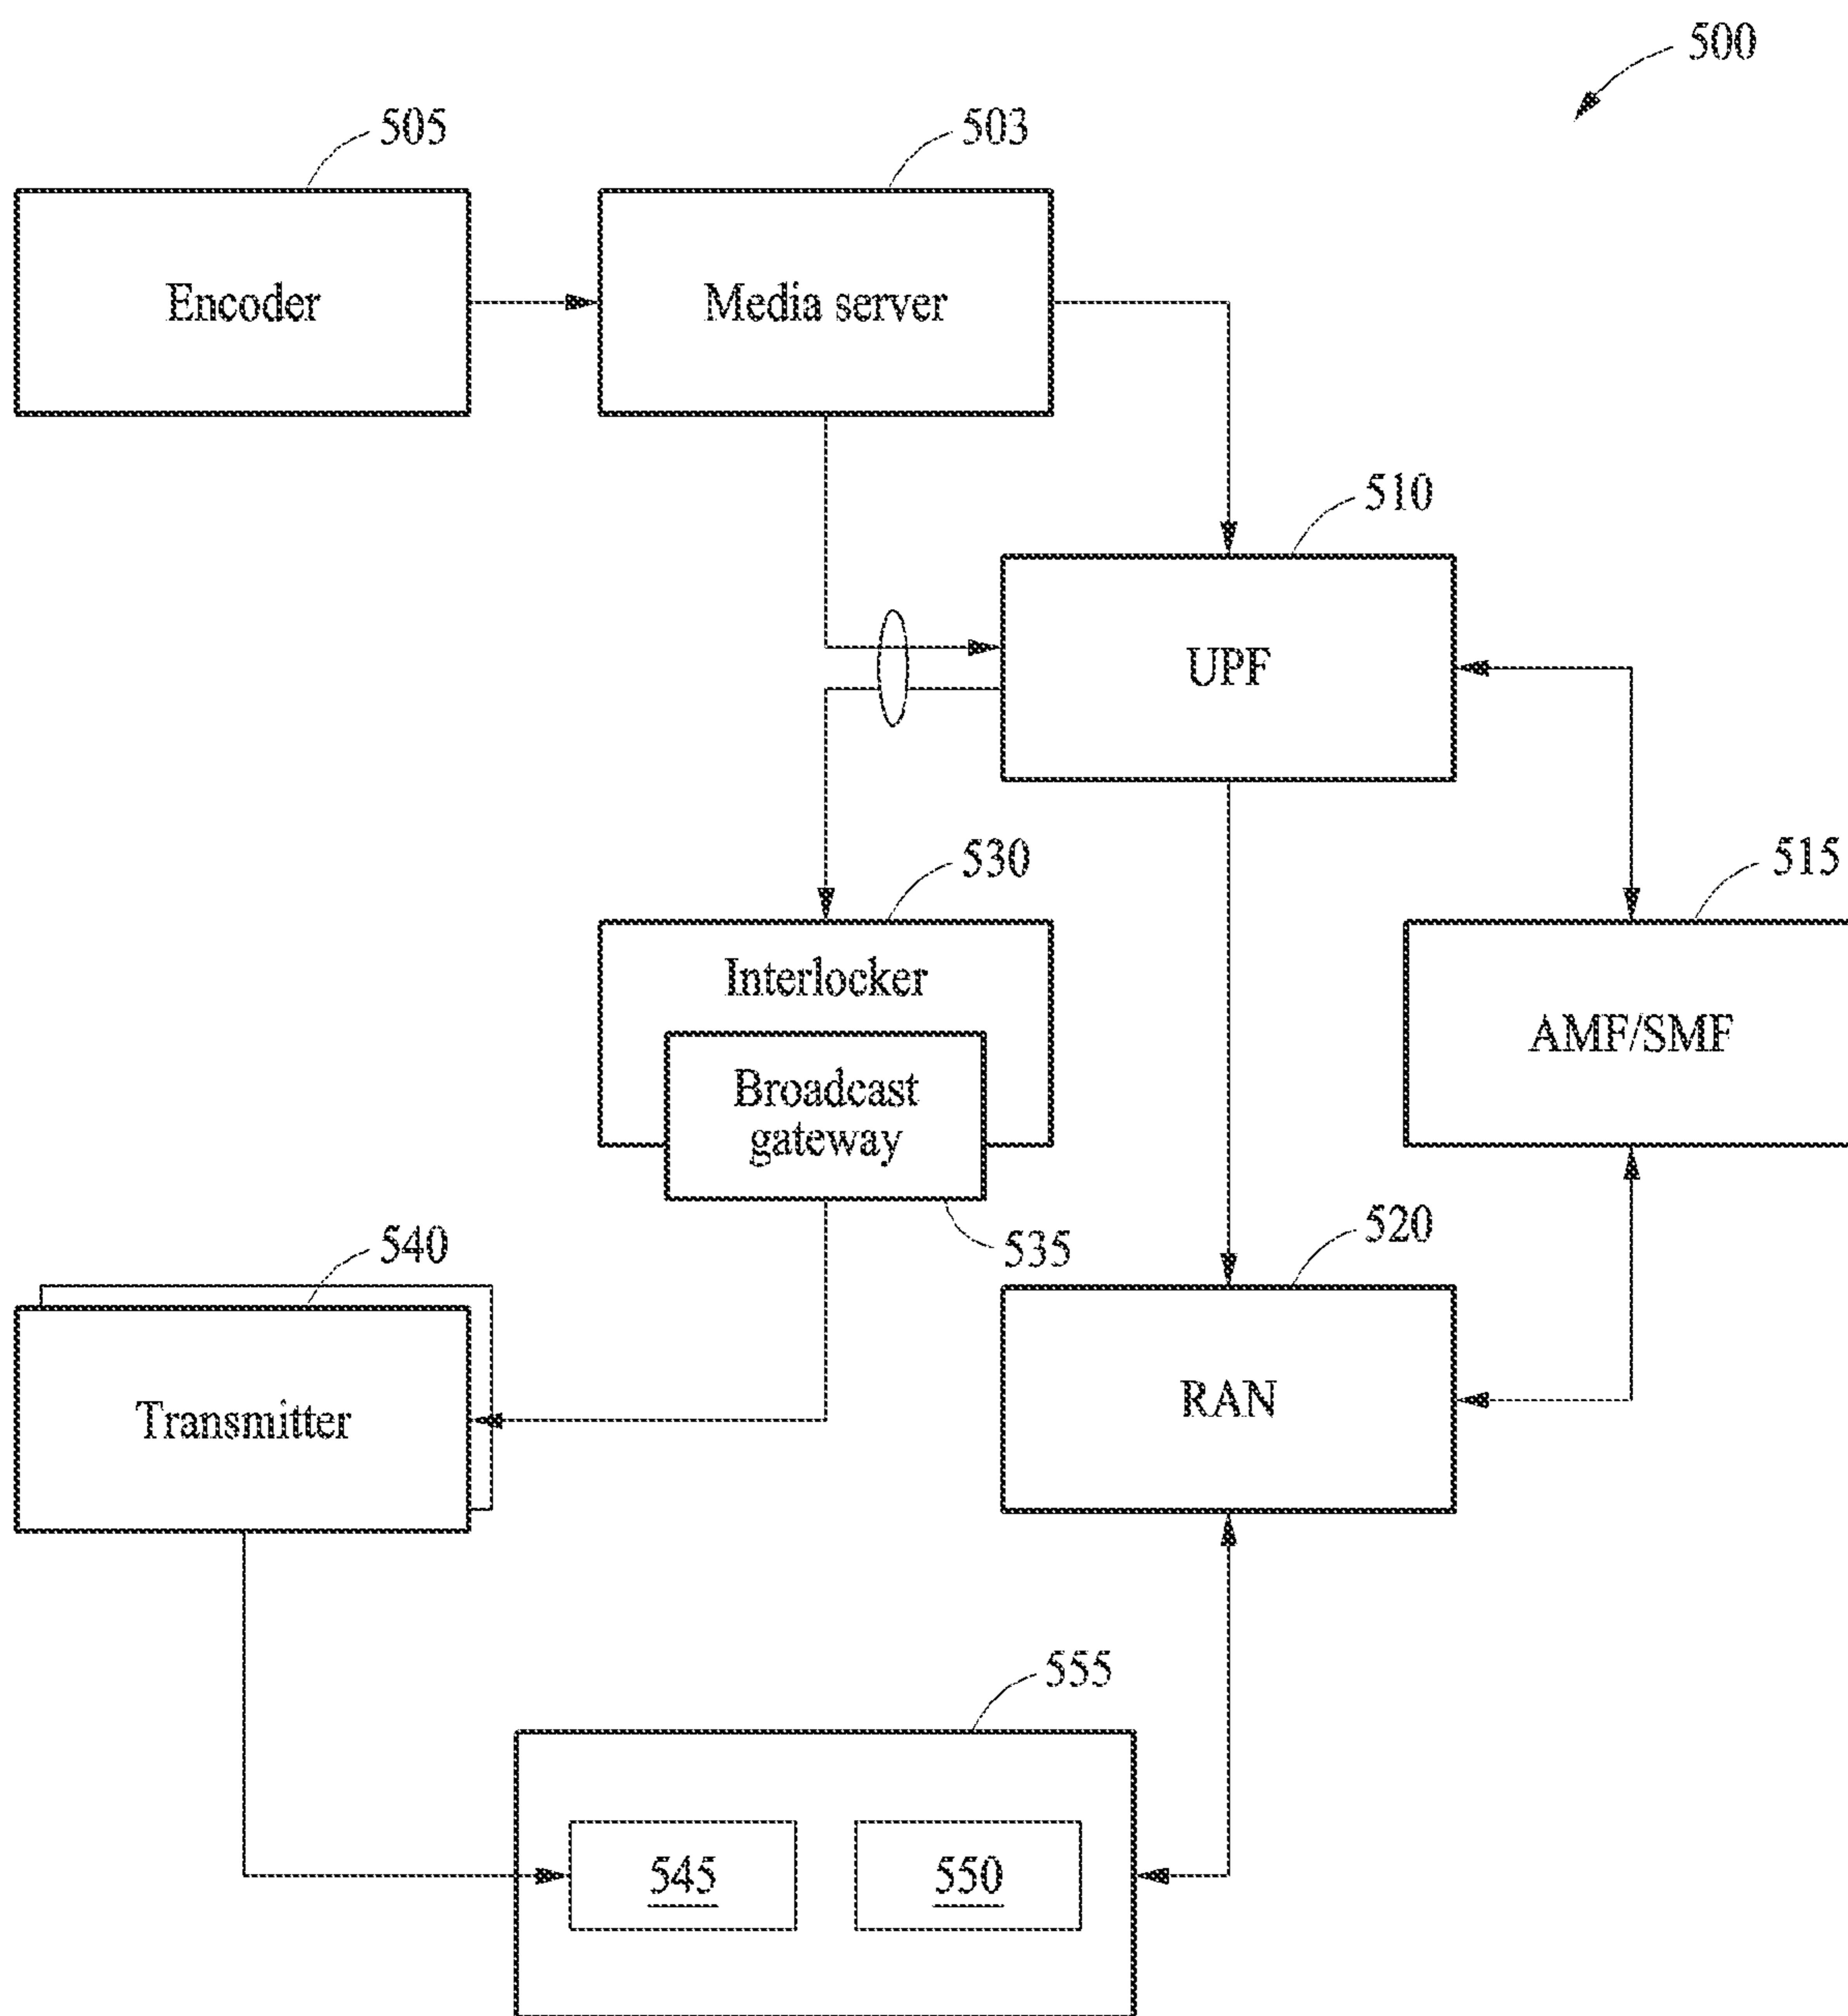 500
505
503
Encoder
Media server
510
UPF
530
515
Interlocker
AMF/SMF
Broadcast
gateway
535
520
540
Transmitter
RAN
555
545
550